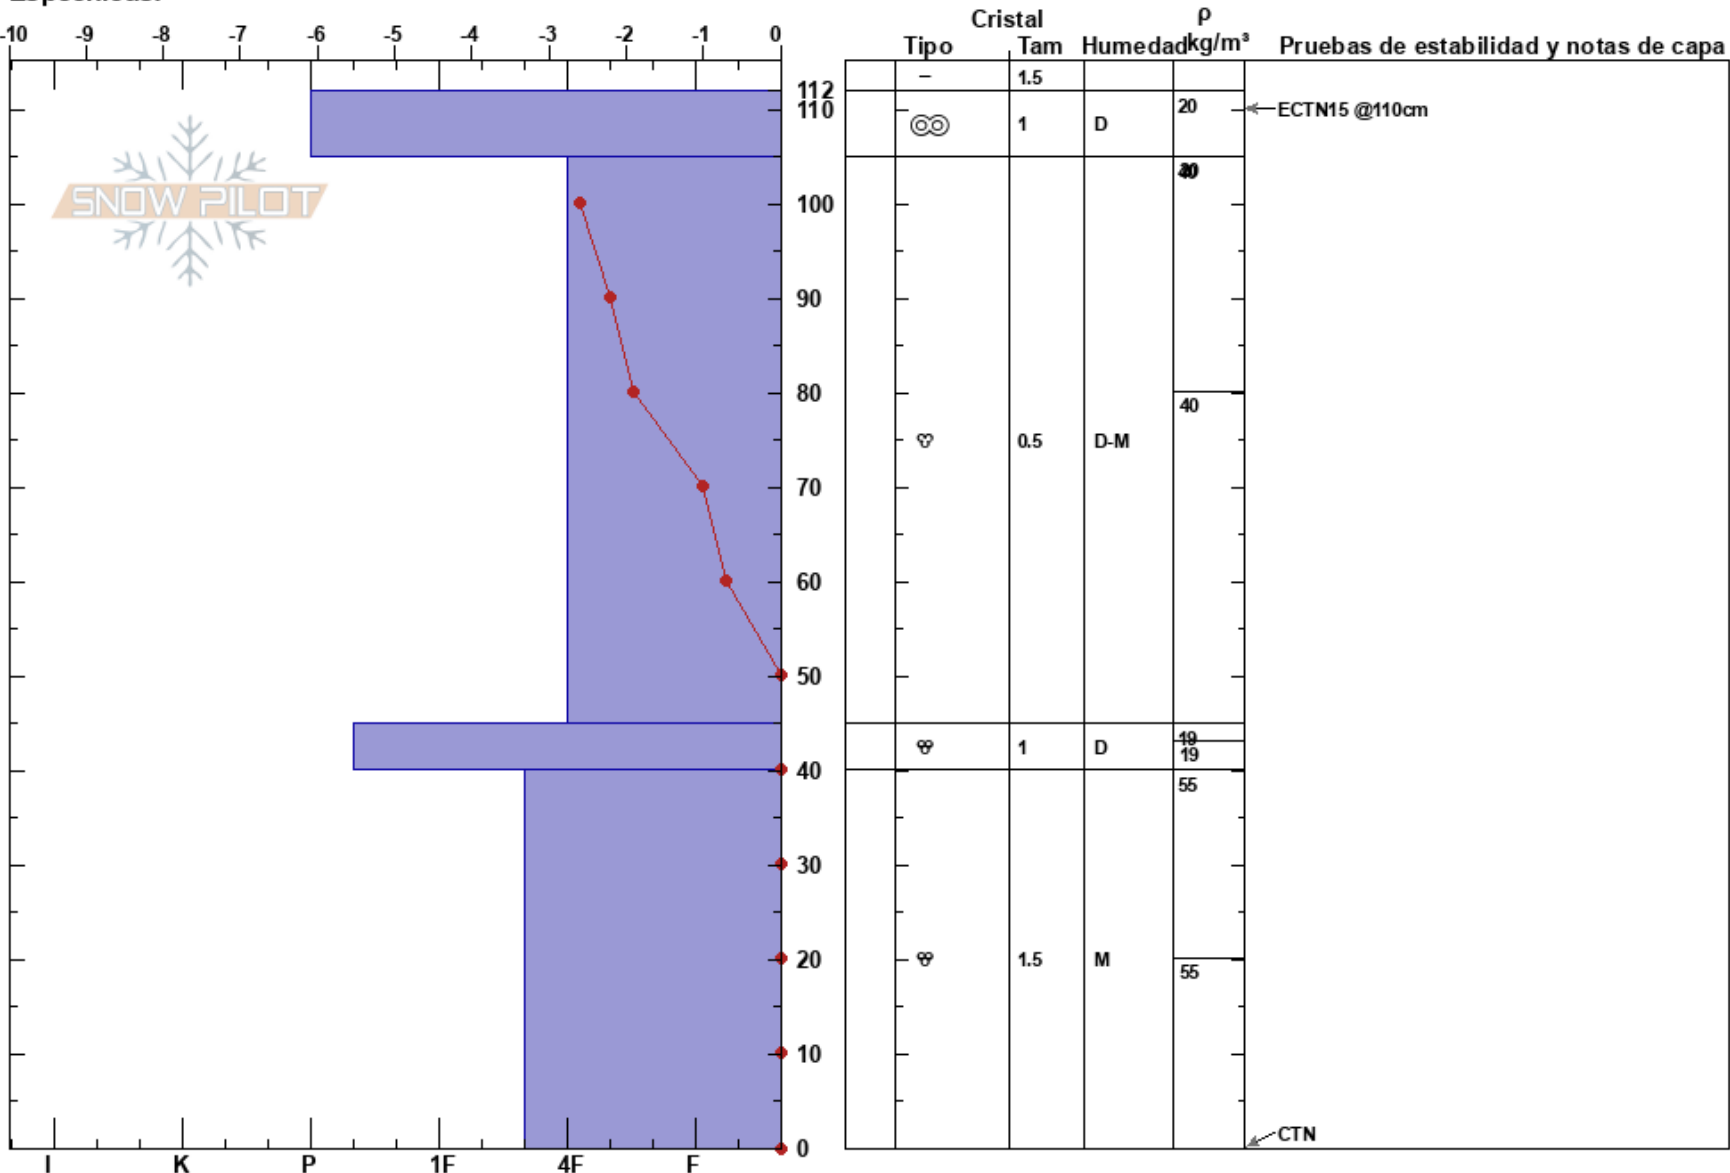 Cristal ρ
-10 -9 -8 -7 -6 -5 -4 -3 -2 -1 0 Tipo Tam Humedad kg/m³ Pruebas de estabilidad y notas de capa
– 1.5
112
110 20 ECTN15 @110cm
1 D
SNOW PILOT
100
90
80
40
0.5 D-M
70
60
50
19
1 D
19
40
55
30
20 1.5 M
55
10
CTN
0
I K P 1F 4F F